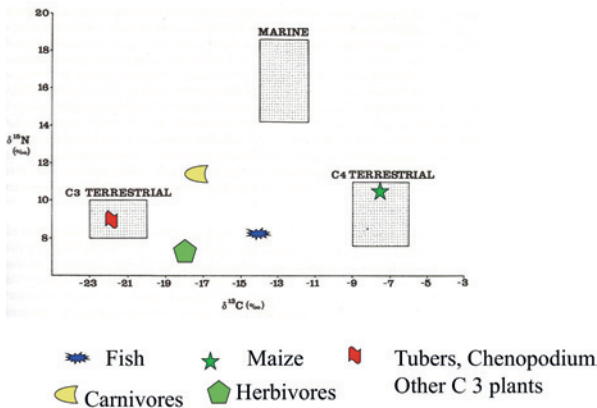 20
MARINE
18
16
14
δ¹⁵N
(‰)
12
C3 TERRESTRIAL
C4 TERRESTRIAL
10
8
-23 -21 -19 -17 -15 -13 -11 -9 -7 -5 -3
δ¹³C (‰)
Fish
Maize
Tubers, Chenopodium
Other C 3 plants
Carnivores
Herbivores